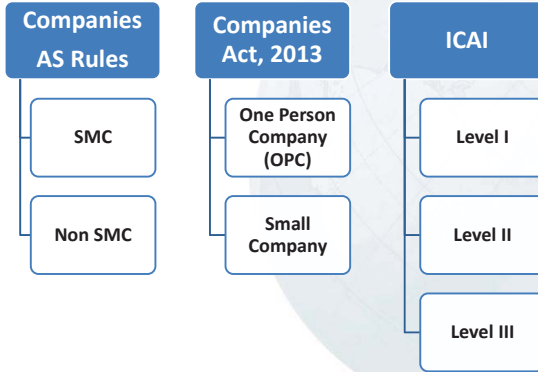 Companies
AS Rules
SMC
Non SMC
Companies
Act, 2013
One Person
Company
(OPC)
Small
Company
ICAI
Level I
Level II
Level III